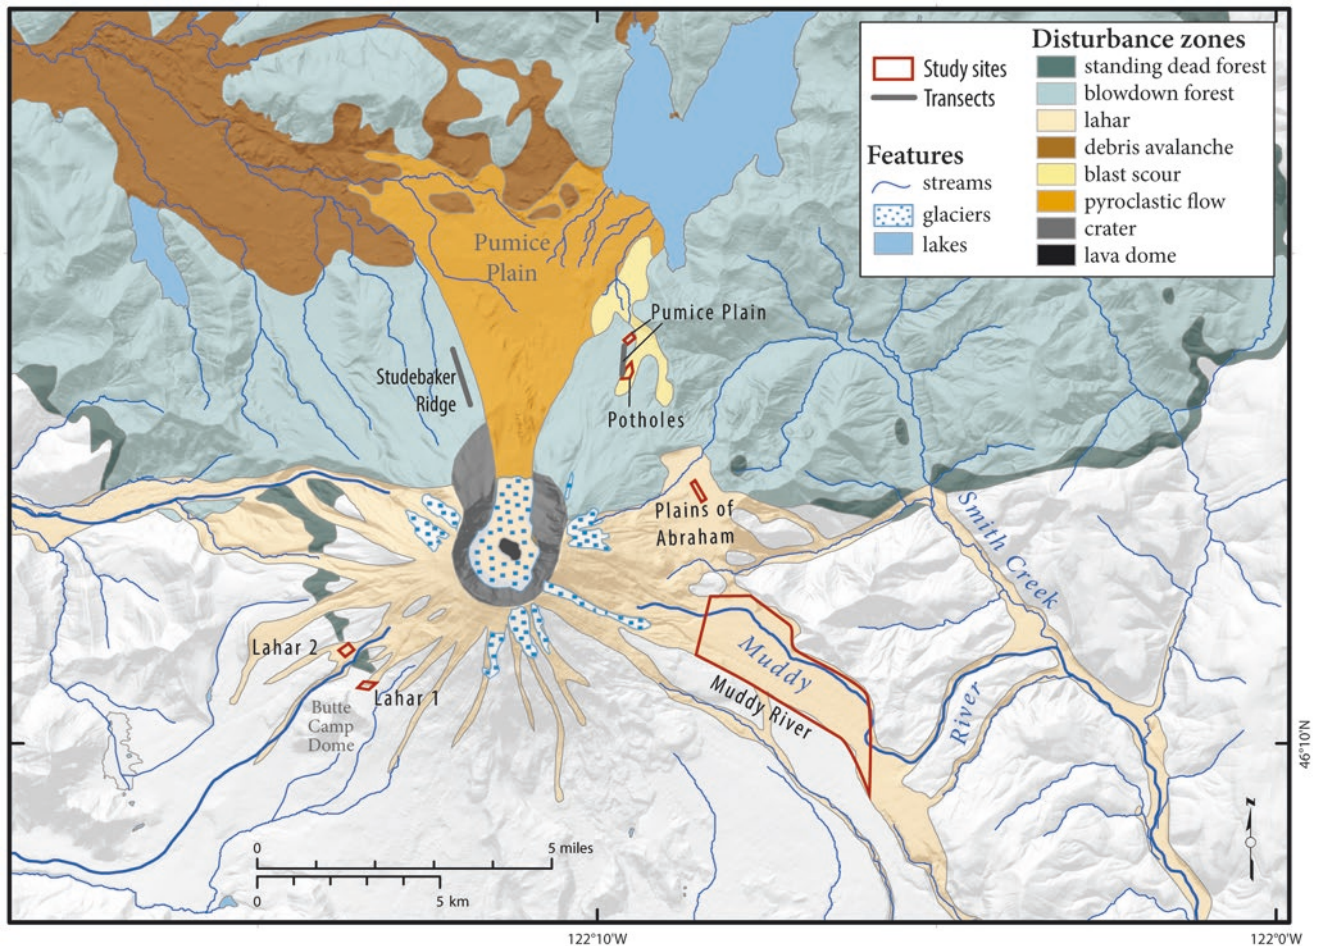 Disturbance zones
Study sites
Transects
Features
streams
glaciers
lakes
standing dead forest
blowdown forest
lahar
debris avalanche
blast scour
pyroclastic flow
crater
lava dome
Pumice
Plain
Pumice Plain
Studebaker
Ridge
Potholes
Plains of
Abraham
Smith Creek
Lahar 2
Lahar 1
Butte
Camp
Dome
Muddy
River
Muddy River
46°10'N
0
5 miles
0
5 km
N
122°10'W
122°0'W